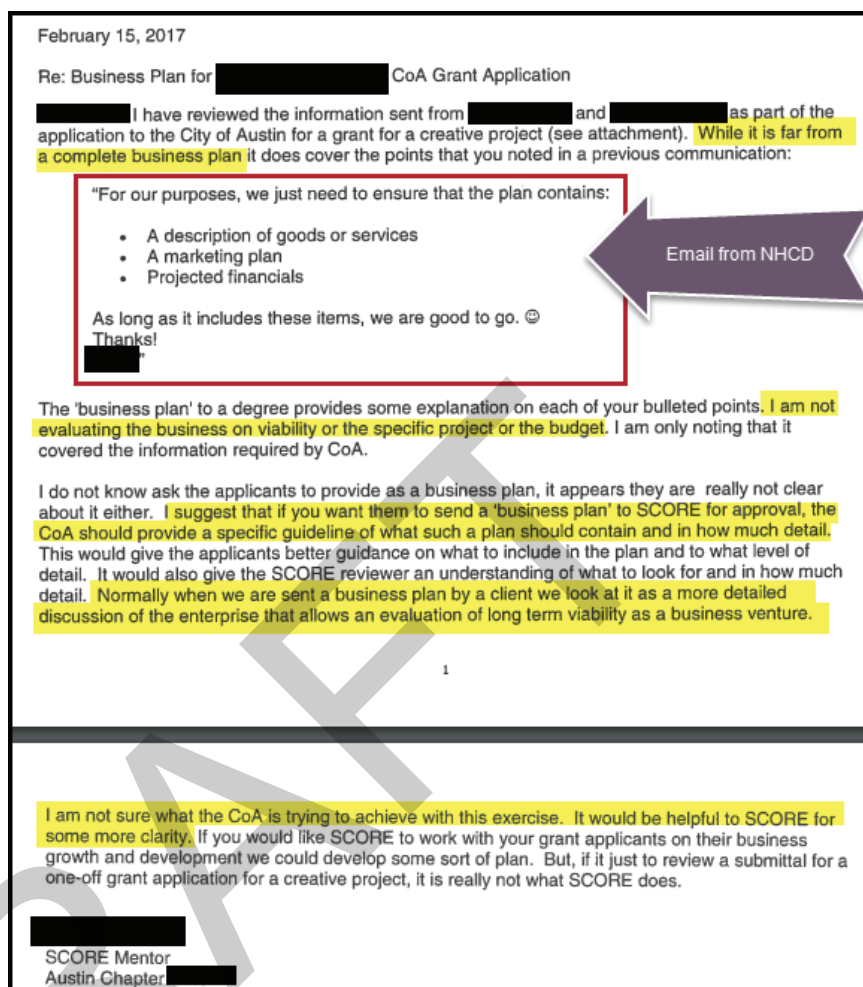 February 15, 2017
Re: Business Plan for CoA Grant Application
I have reviewed the information sent from and as part of the
application to the City of Austin for a grant for a creative project (see attachment). While it is far from
a complete business plan it does cover the points that you noted in a previous communication:
"For our purposes, we just need to ensure that the plan contains:
• A description of goods or services
• A marketing plan
• Projected financials
As long as it includes these items, we are good to go. ☺
Thanks!
"
Email from NHCD
The 'business plan' to a degree provides some explanation on each of your bulleted points. I am not
evaluating the business on viability or the specific project or the budget. I am only noting that it
covered the information required by CoA.
I do not know ask the applicants to provide as a business plan, it appears they are really not clear
about it either. I suggest that if you want them to send a 'business plan' to SCORE for approval, the
CoA should provide a specific guideline of what such a plan should contain and in how much detail.
This would give the applicants better guidance on what to include in the plan and to what level of
detail. It would also give the SCORE reviewer an understanding of what to look for and in how much
detail. Normally when we are sent a business plan by a client we look at it as a more detailed
discussion of the enterprise that allows an evaluation of long term viability as a business venture.
1
I am not sure what the CoA is trying to achieve with this exercise. It would be helpful to SCORE for
some more clarity. If you would like SCORE to work with your grant applicants on their business
growth and development we could develop some sort of plan. But, if it just to review a submittal for a
one-off grant application for a creative project, it is really not what SCORE does.
SCORE Mentor
Austin Chapter
DRAFT